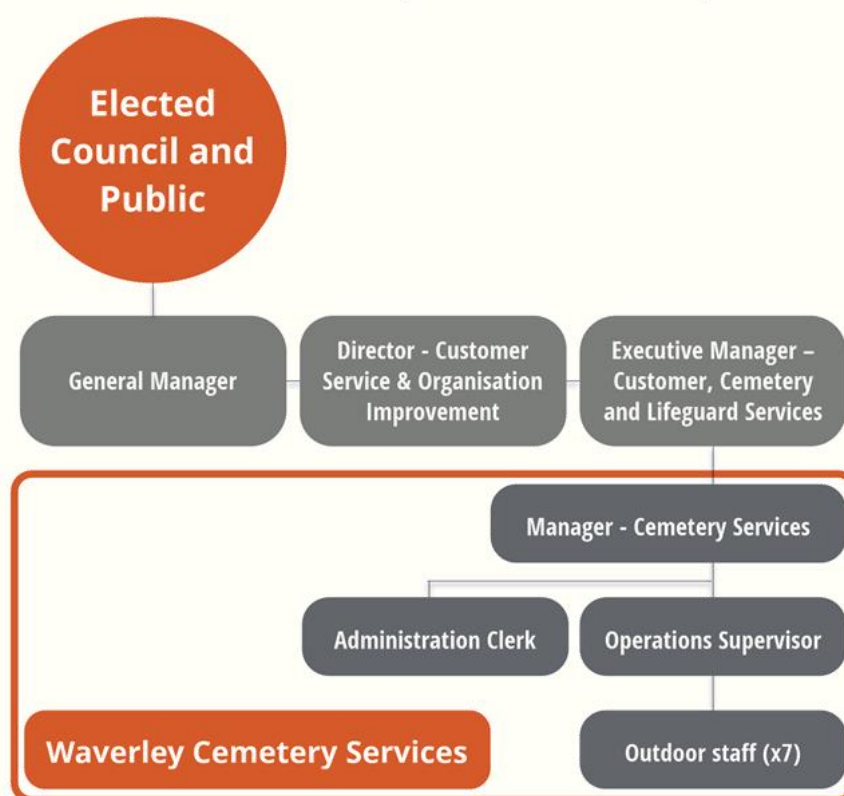 Elected
Council and
Public
General Manager
Director - Customer
Service & Organisation
Improvement
Executive Manager –
Customer, Cemetery
and Lifeguard Services
Manager - Cemetery Services
Administration Clerk
Operations Supervisor
Waverley Cemetery Services
Outdoor staff (x7)